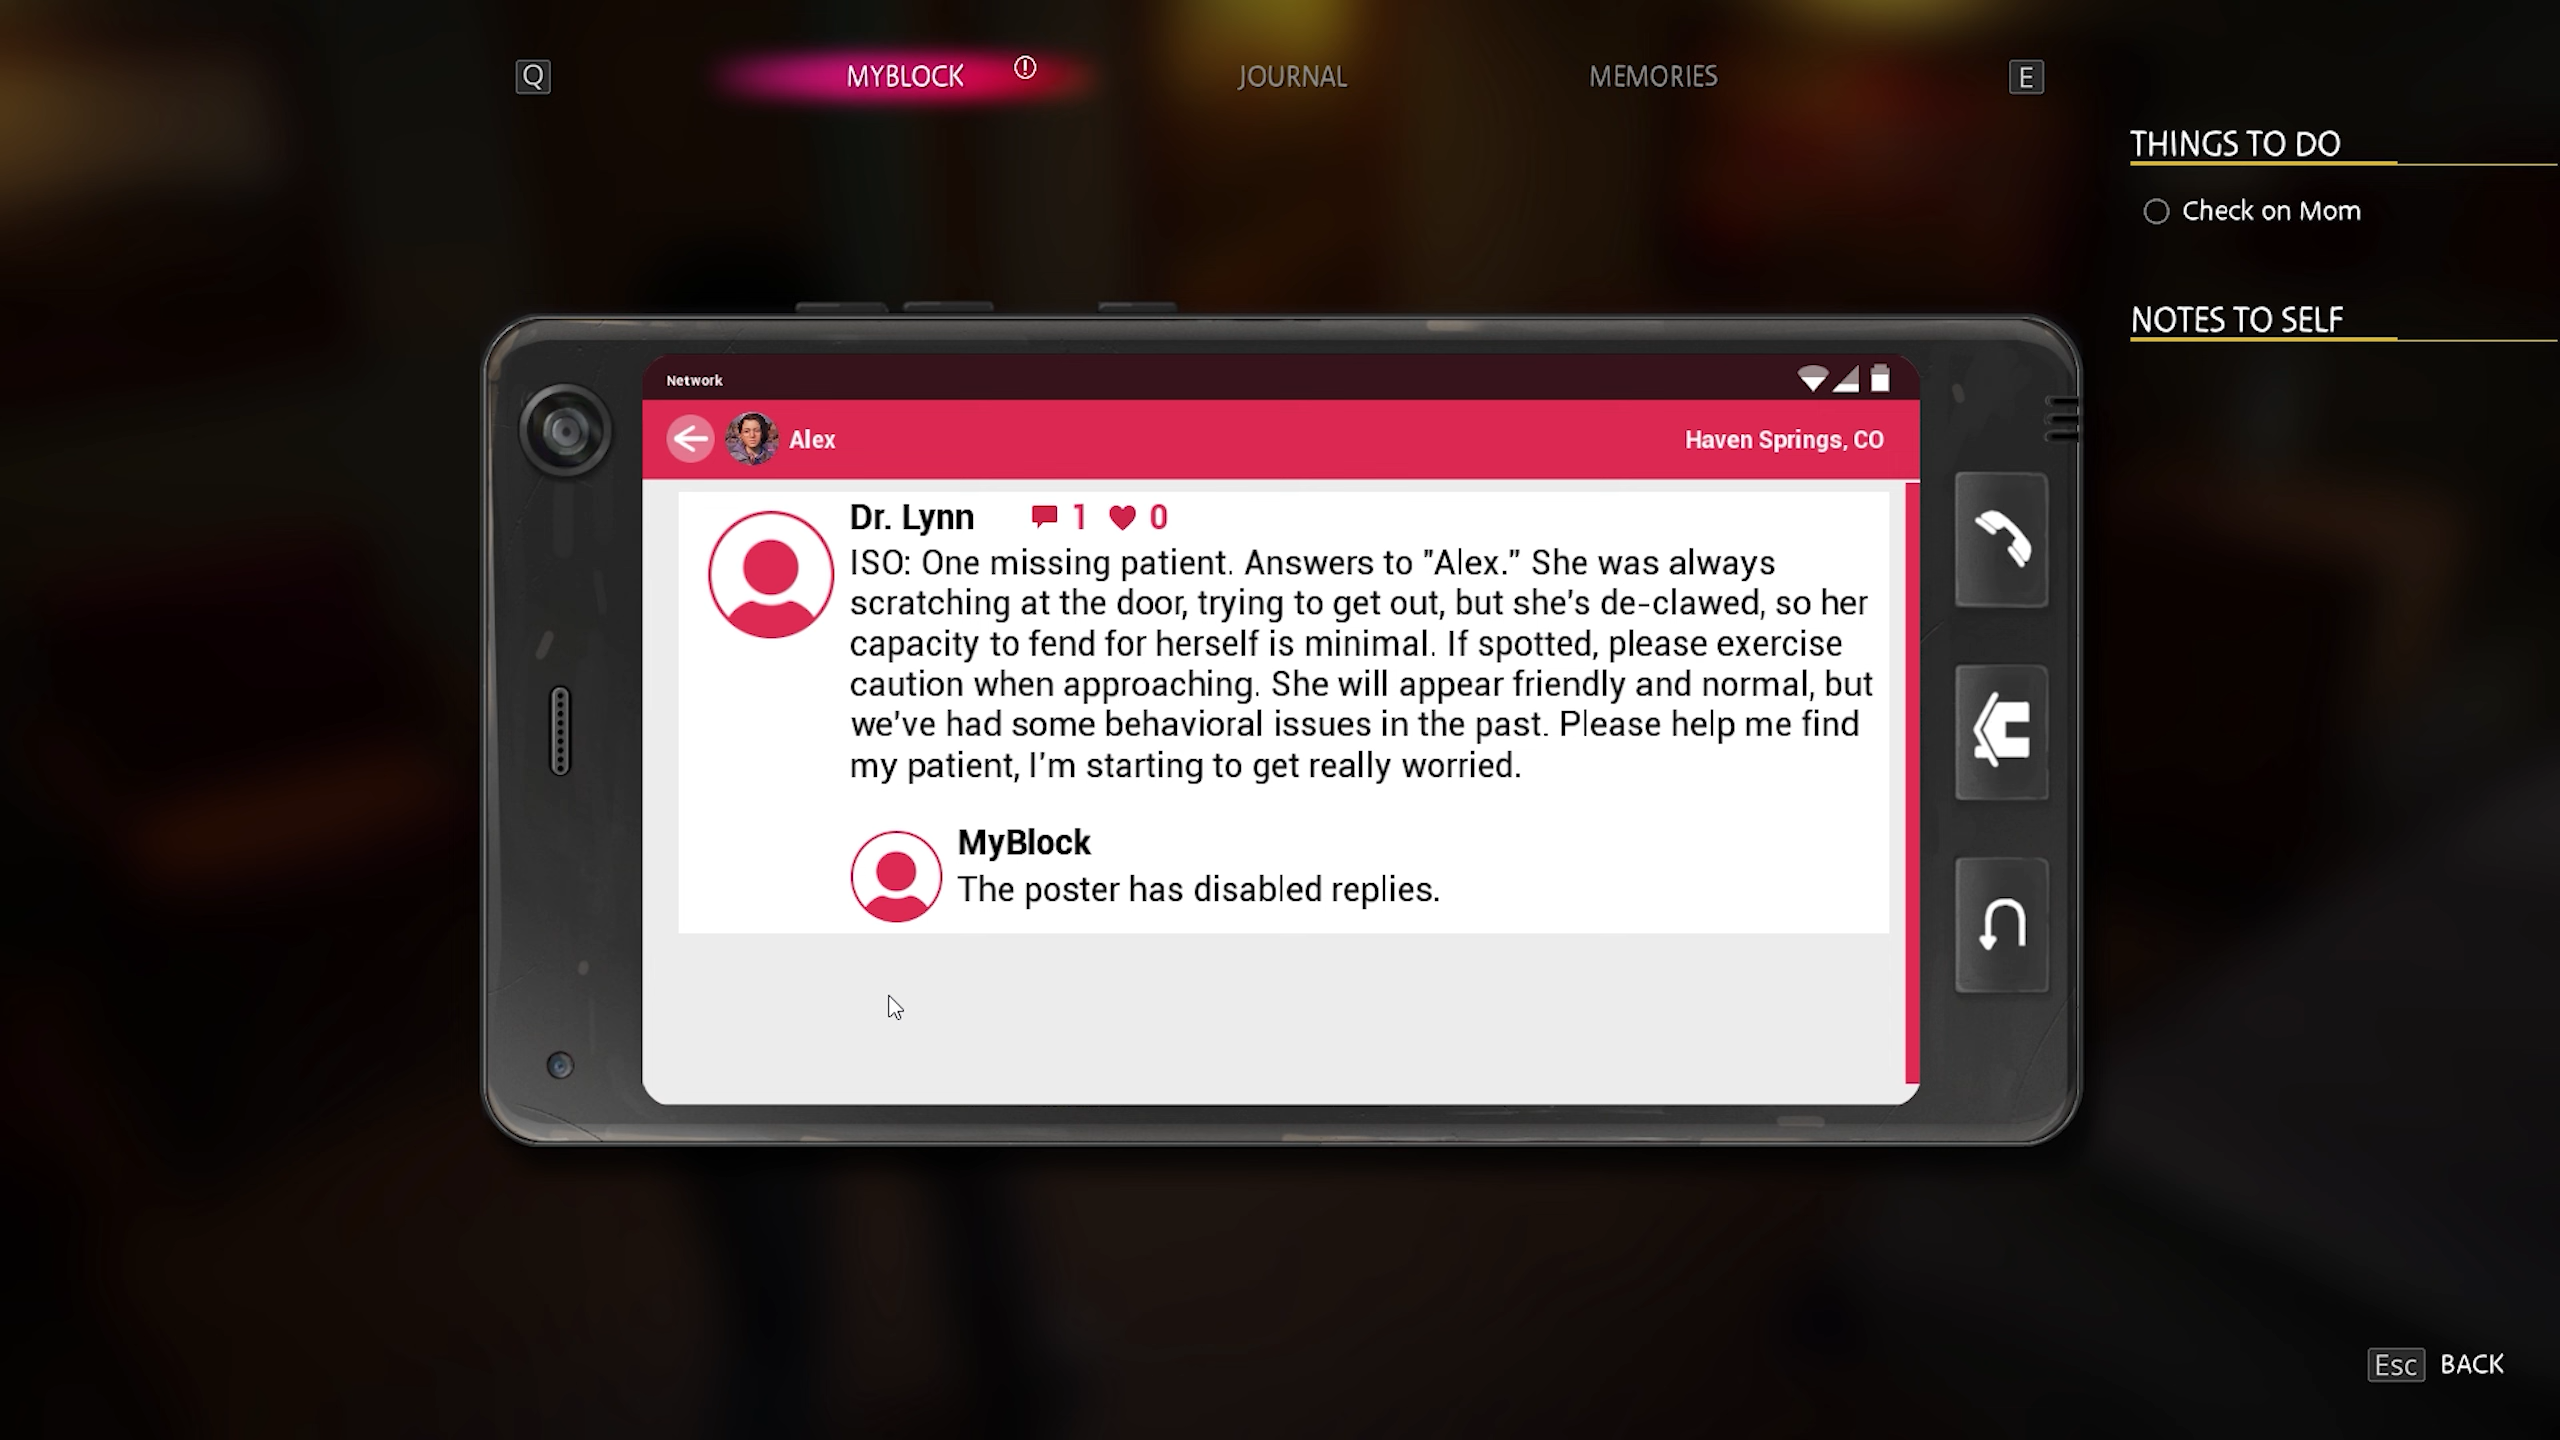 Q
MYBLOCK
JOURNAL
MEMORIES
E
THINGS TO DO
Check on Mom
NOTES TO SELF
Network
Alex
Haven Springs, CO
Dr. Lynn 1 0
ISO: One missing patient. Answers to "Alex." She was always
scratching at the door, trying to get out, but she's de-clawed, so her
capacity to fend for herself is minimal. If spotted, please exercise
caution when approaching. She will appear friendly and normal, but
we've had some behavioral issues in the past. Please help me find
my patient, I'm starting to get really worried.
MyBlock
The poster has disabled replies.
Esc BACK